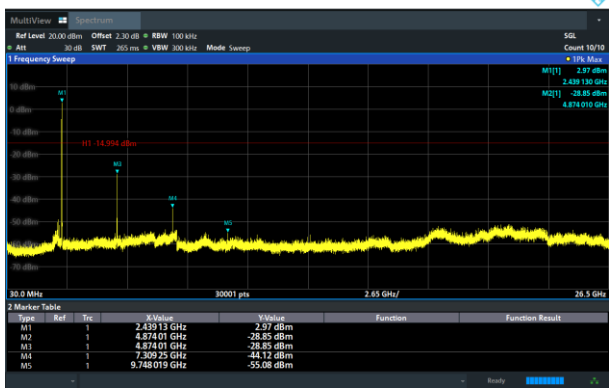 MultiView Spectrum
Ref Level 20.00 dBm Offset 2.30 dB RBW 100 kHz SGL
Att 30 dB SWT 265 ms VBW 300 kHz Mode Sweep Count 10/10
1 Frequency Sweep 1Pk Max
M1[1] 2.97 dBm
2.439 130 GHz
M2[1] -28.85 dBm
4.874 010 GHz
10 dBm
M1
0 dBm
-10 dBm
H1 -14.994 dBm
-20 dBm
M3
-30 dBm
M4
-40 dBm
-50 dBm
M5
-70 dBm
30.0 MHz 30001 pts 2.65 GHz/ 26.5 GHz
2 Marker Table
Type Ref Trc X-Value Y-Value Function Function Result
M1 1 2.439 13 GHz 2.97 dBm
M2 1 4.874 01 GHz -28.85 dBm
M3 1 4.874 01 GHz -28.85 dBm
M4 1 7.309 25 GHz -44.12 dBm
M5 1 9.748 019 GHz -55.08 dBm
Ready